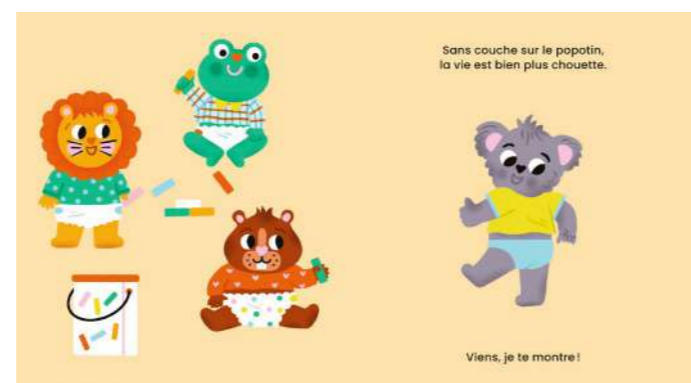 Sans couche sur le popotin,
la vie est bien plus chouette.
Viens, je te montre !